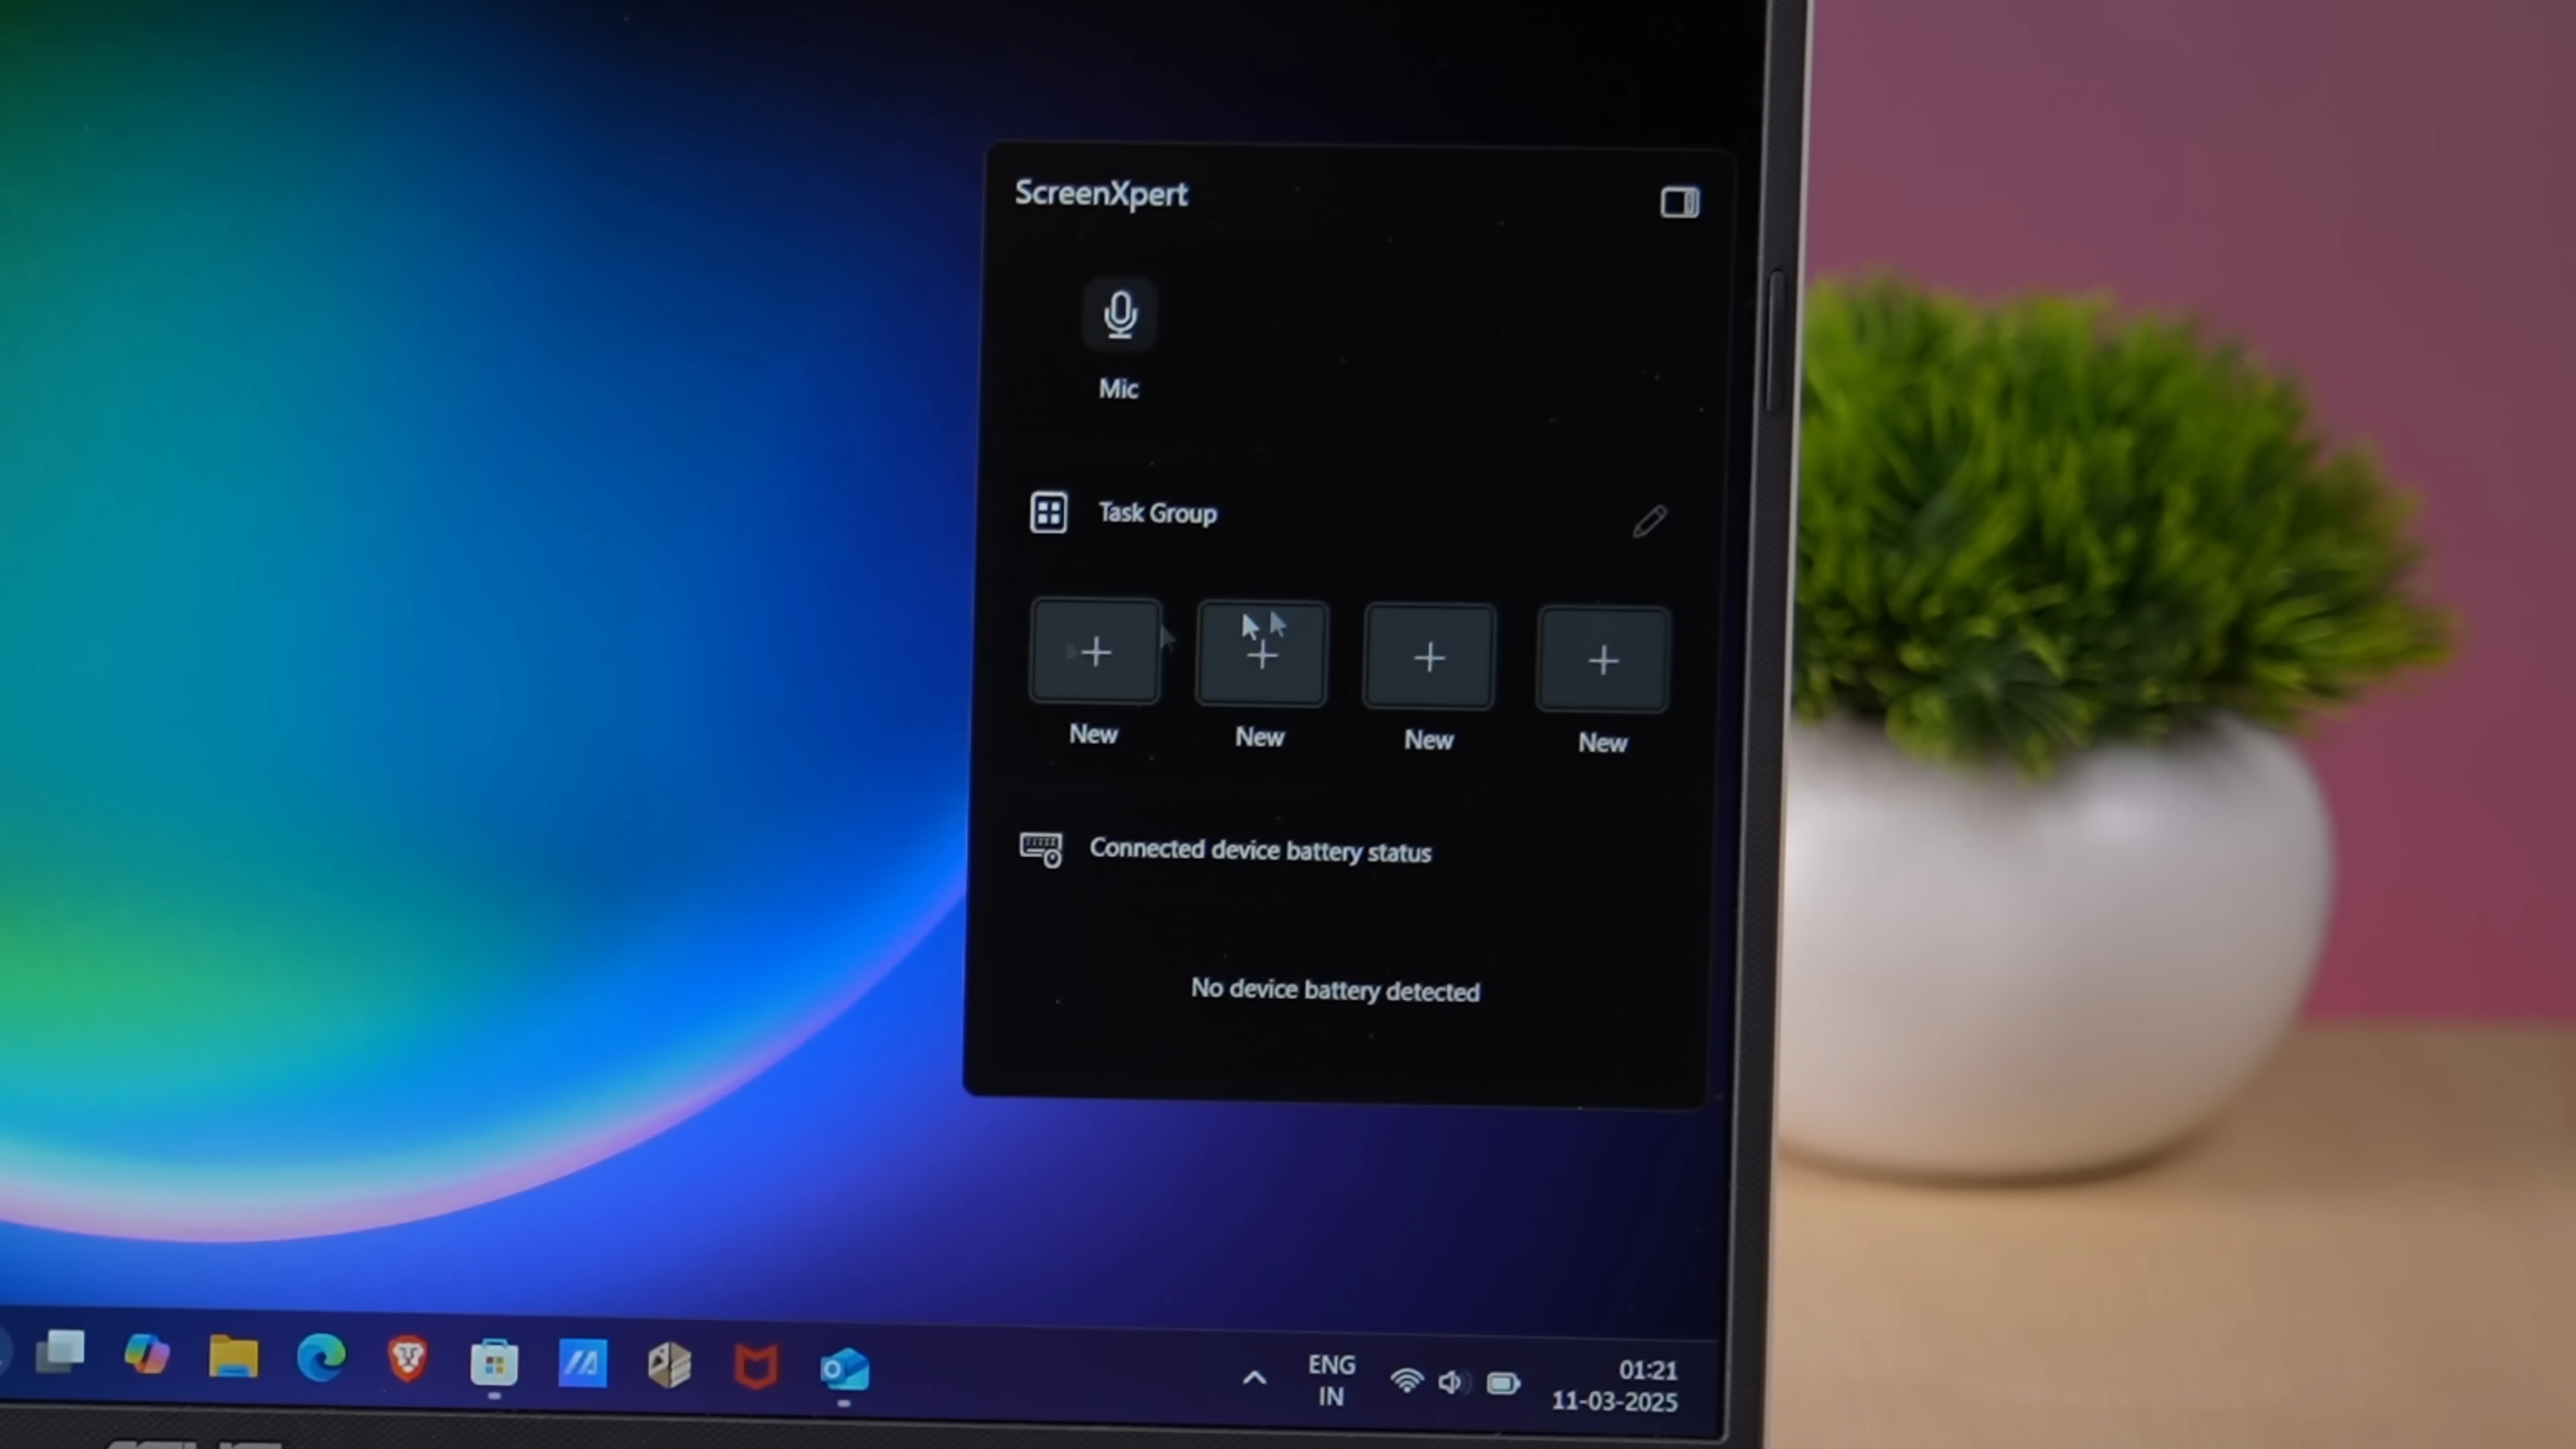 ScreenXpert
Mic
Task Group
New New New New
Connected device battery status
No device battery detected
ENG
IN
01:21
11-03-2025